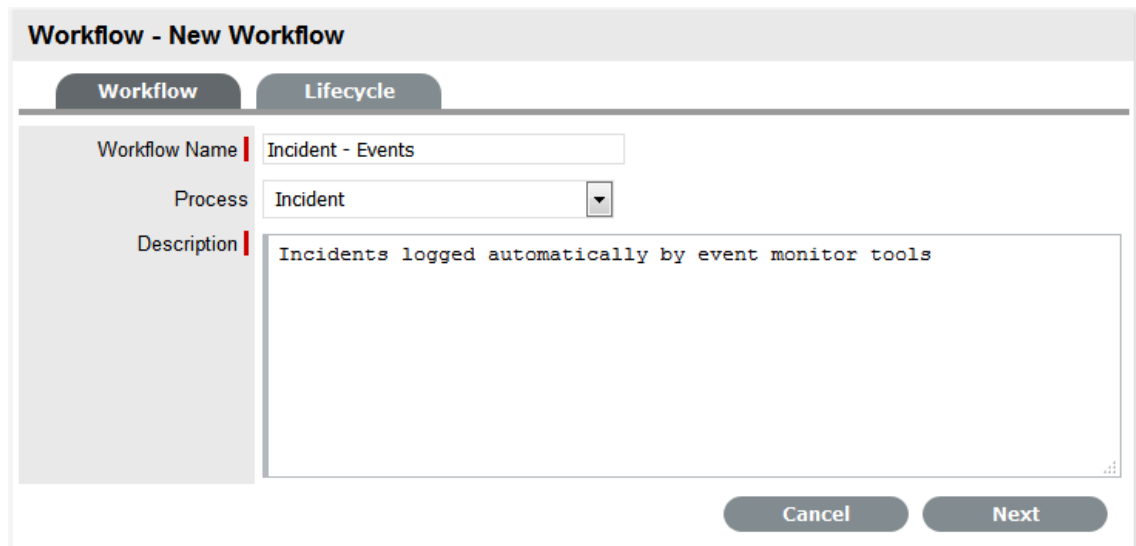 Workflow - New Workflow
Workflow Lifecycle
Workflow Name Incident - Events
Process Incident
Description Incidents logged automatically by event monitor tools
Cancel Next